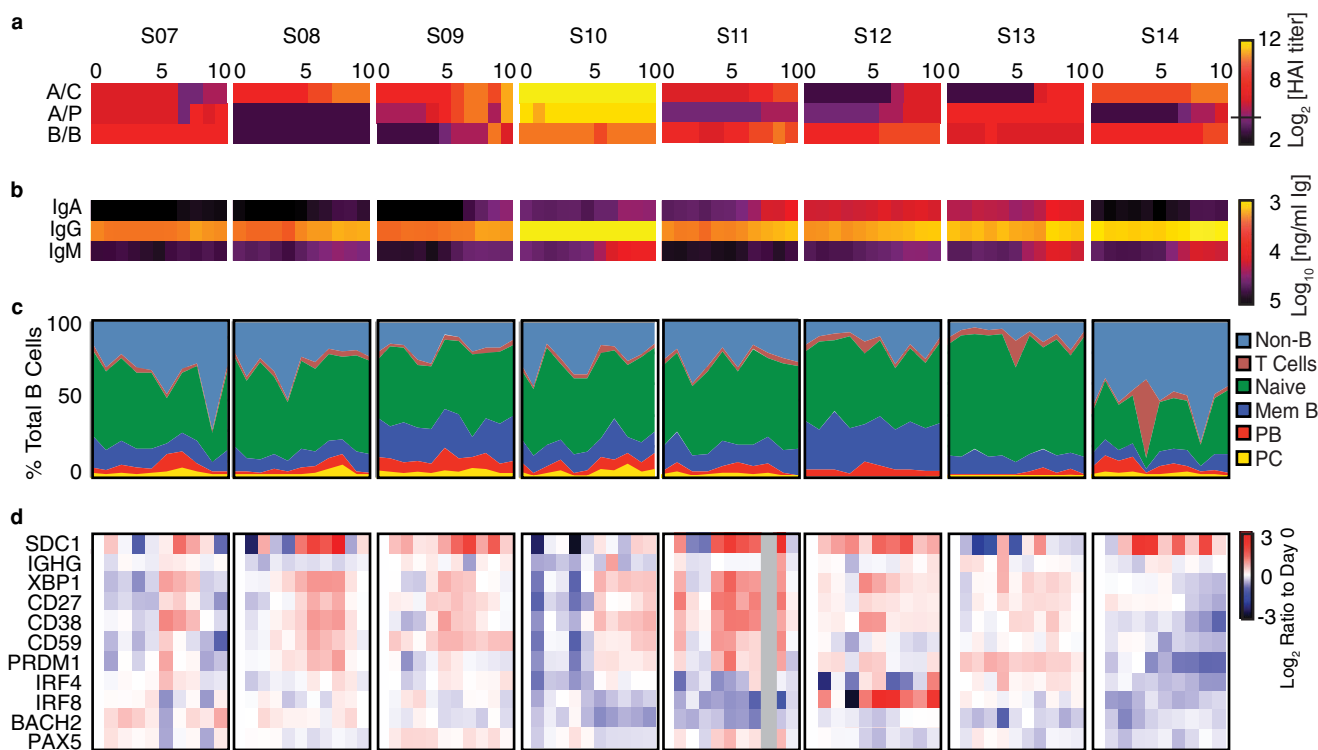 a
S07 S08 S09 S10 S11 S12 S13 S14
0 5 10 0 5 10 0 5 10 0 5 10 0 5 10 0 5 10 0 5 10 0 5 10
A/C
A/P
B/B
12
8
4
2
Log2 [HAI titer]
b
IgA
IgG
IgM
3
4
5
Log10 [ng/ml Ig]
c
% Total B Cells
100
50
0
Non-B
T Cells
Naive
Mem B
PB
PC
d
SDC1
IGHG
XBP1
CD27
CD38
CD59
PRDM1
IRF4
IRF8
BACH2
PAX5
3
0
-3
Log2 Ratio to Day 0